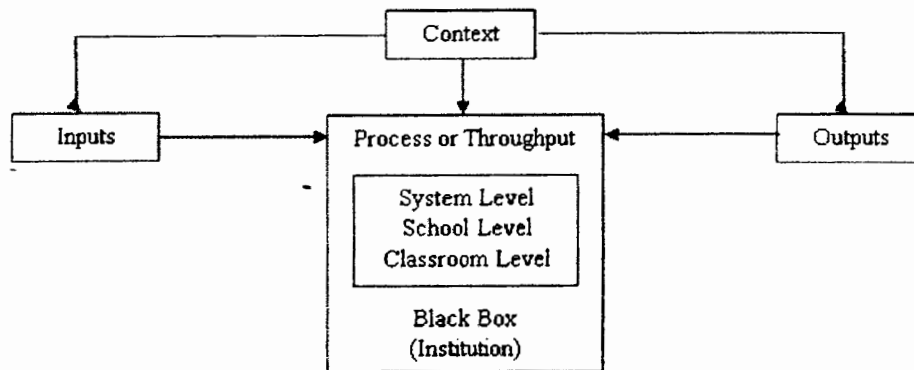 Context
Inputs
Process or Throughput
Outputs
System Level
School Level
Classroom Level
Black Box
(Institution)